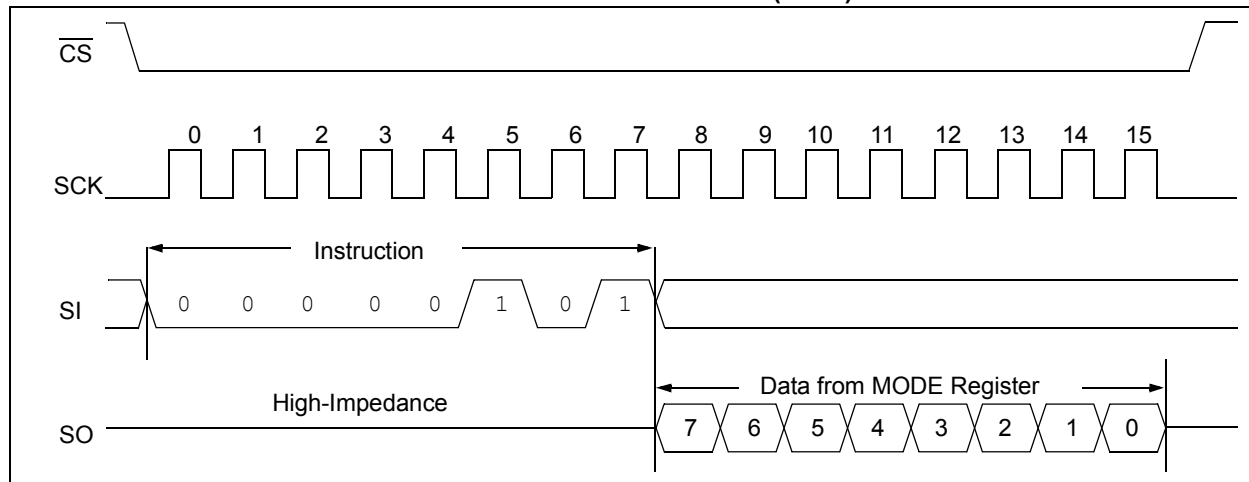 CS
0 1 2 3 4 5 6 7 8 9 10 11 12 13 14 15
SCK
Instruction
SI 0 0 0 0 0 1 0 1
Data from MODE Register
High-Impedance
SO 7 6 5 4 3 2 1 0